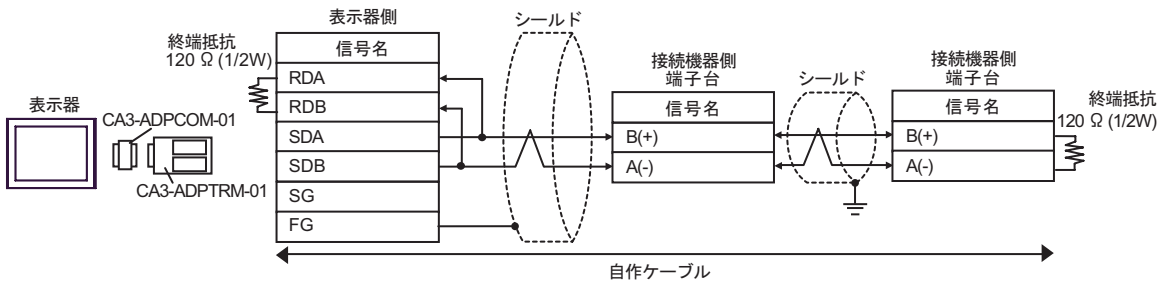 表示器
CA3-ADPCOM-01
CA3-ADPTRM-01
終端抵抗
120 Ω (1/2W)
表示器側
信号名
RDA
RDB
SDA
SDB
SG
FG
シールド
接続機器側
端子台
信号名
B(+)
A(-)
シールド
接続機器側
端子台
信号名
B(+)
A(-)
終端抵抗
120 Ω (1/2W)
自作ケーブル